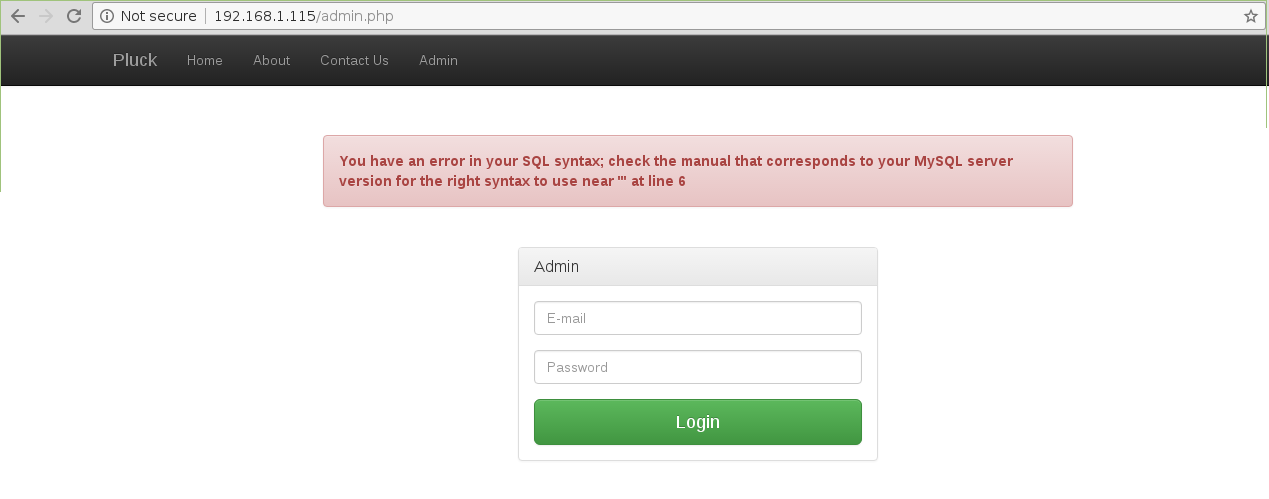 Not secure 192.168.1.115/admin.php
Pluck Home About Contact Us Admin
You have an error in your SQL syntax; check the manual that corresponds to your MySQL server
version for the right syntax to use near ''' at line 6
Admin
E-mail
Password
Login